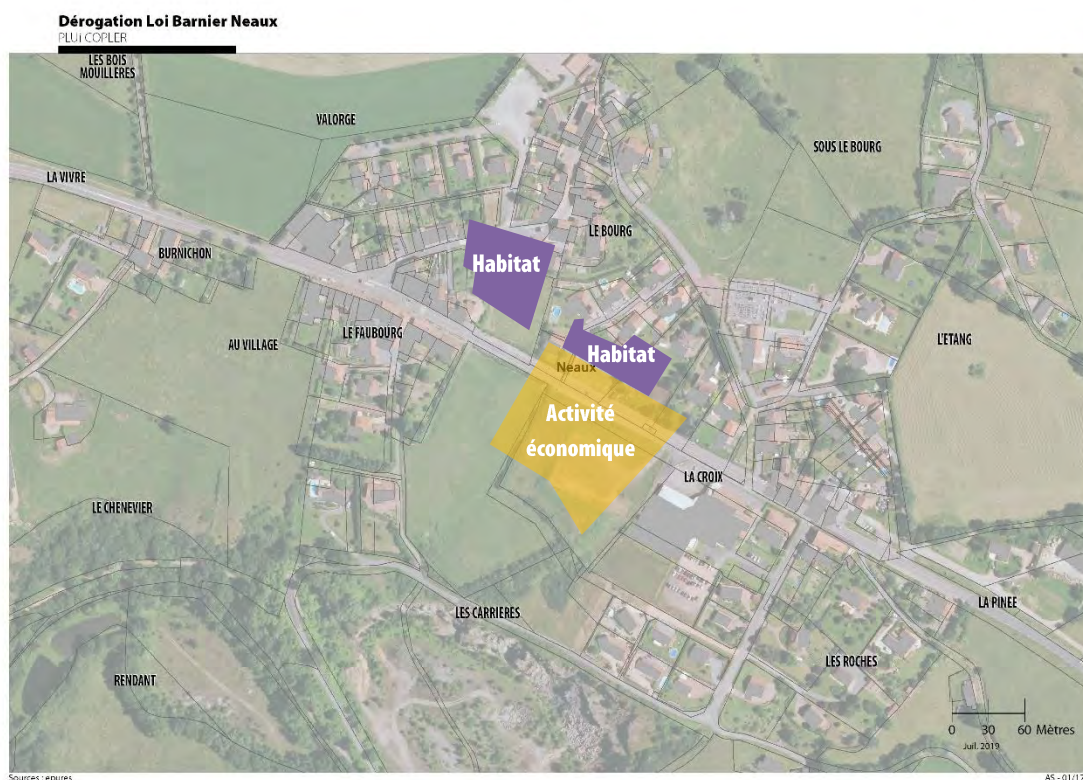 Dérogation Loi Barnier Neaux
PLUi COPLER
LES BOIS
MOUILLERES
VALORGE
SOUS LE BOURG
LA VIVRE
LE BOURG
BURNICHON
Habitat
LE FAUBOURG
AU VILLAGE
L'ETANG
Habitat
Neaux
Activité
économique
LA CROIX
LE CHENEVIER
LES CARRIERES
LA PINEE
LES ROCHES
RENDANT
0 30 60 Mètres
Juil. 2019
Sources : epures
AS - 01/17